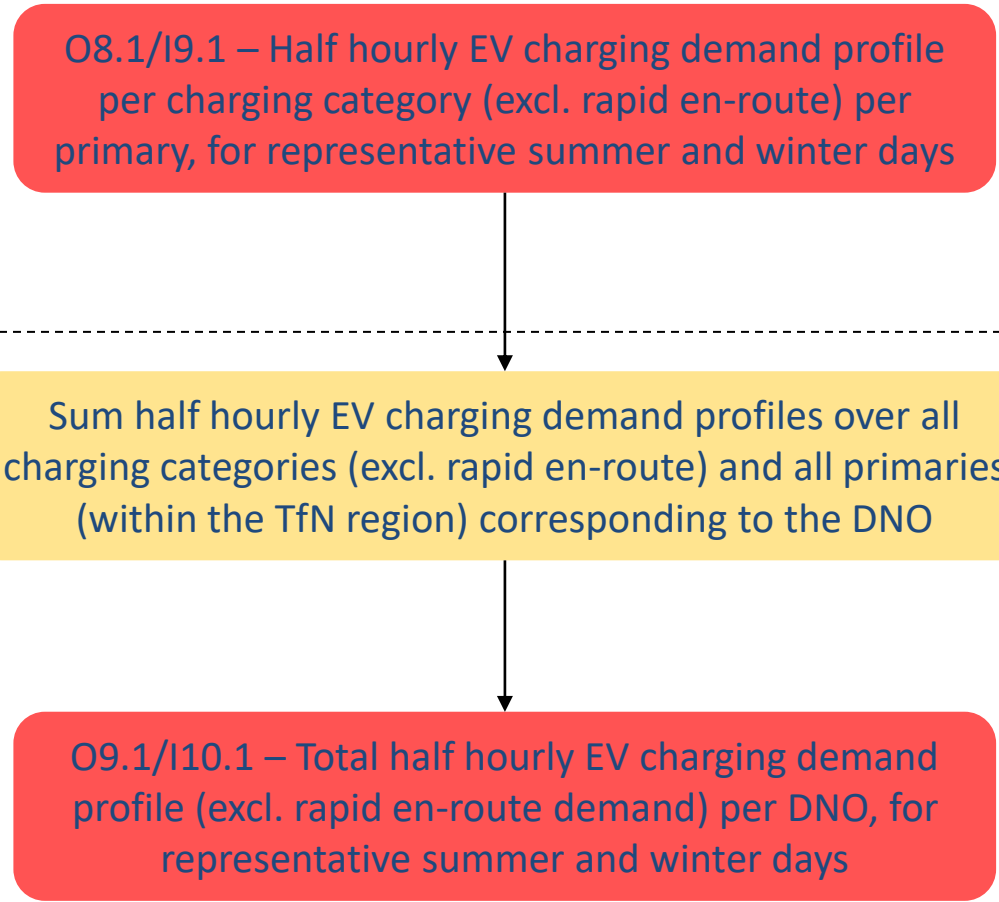 O8.1/I9.1 – Half hourly EV charging demand profile
per charging category (excl. rapid en-route) per
primary, for representative summer and winter days
Sum half hourly EV charging demand profiles over all
charging categories (excl. rapid en-route) and all primaries
(within the TfN region) corresponding to the DNO
O9.1/I10.1 – Total half hourly EV charging demand
profile (excl. rapid en-route demand) per DNO, for
representative summer and winter days